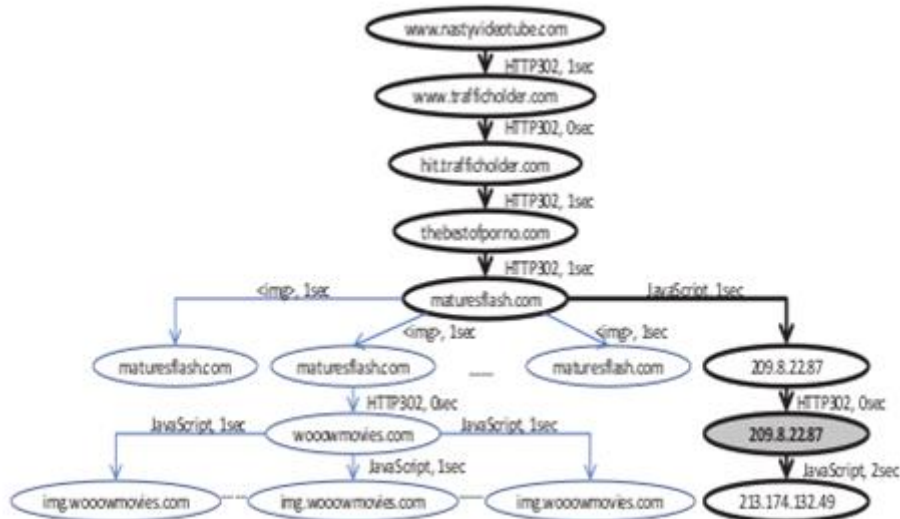 www.nastyvideotube.com
HTTP302, 1sec
www.trafficholder.com
HTTP302, 0sec
hit.trafficholder.com
HTTP302, 1sec
thebestofporno.com
HTTP302, 1sec
<img>, 1sec
maturesflash.com
JavaScript, 1sec
<img>, 1sec
<img>, 1sec
maturesflash.com
maturesflash.com
.....
maturesflash.com
209.8.22.87
HTTP302, 0sec
HTTP302, 0sec
JavaScript, 1sec
woowmovies.com
JavaScript, 1sec
209.8.22.87
JavaScript, 1sec
JavaScript, 2sec
img.wooowmovies.com
.....
img.wooowmovies.com
.....
img.wooowmovies.com
213.174.132.49